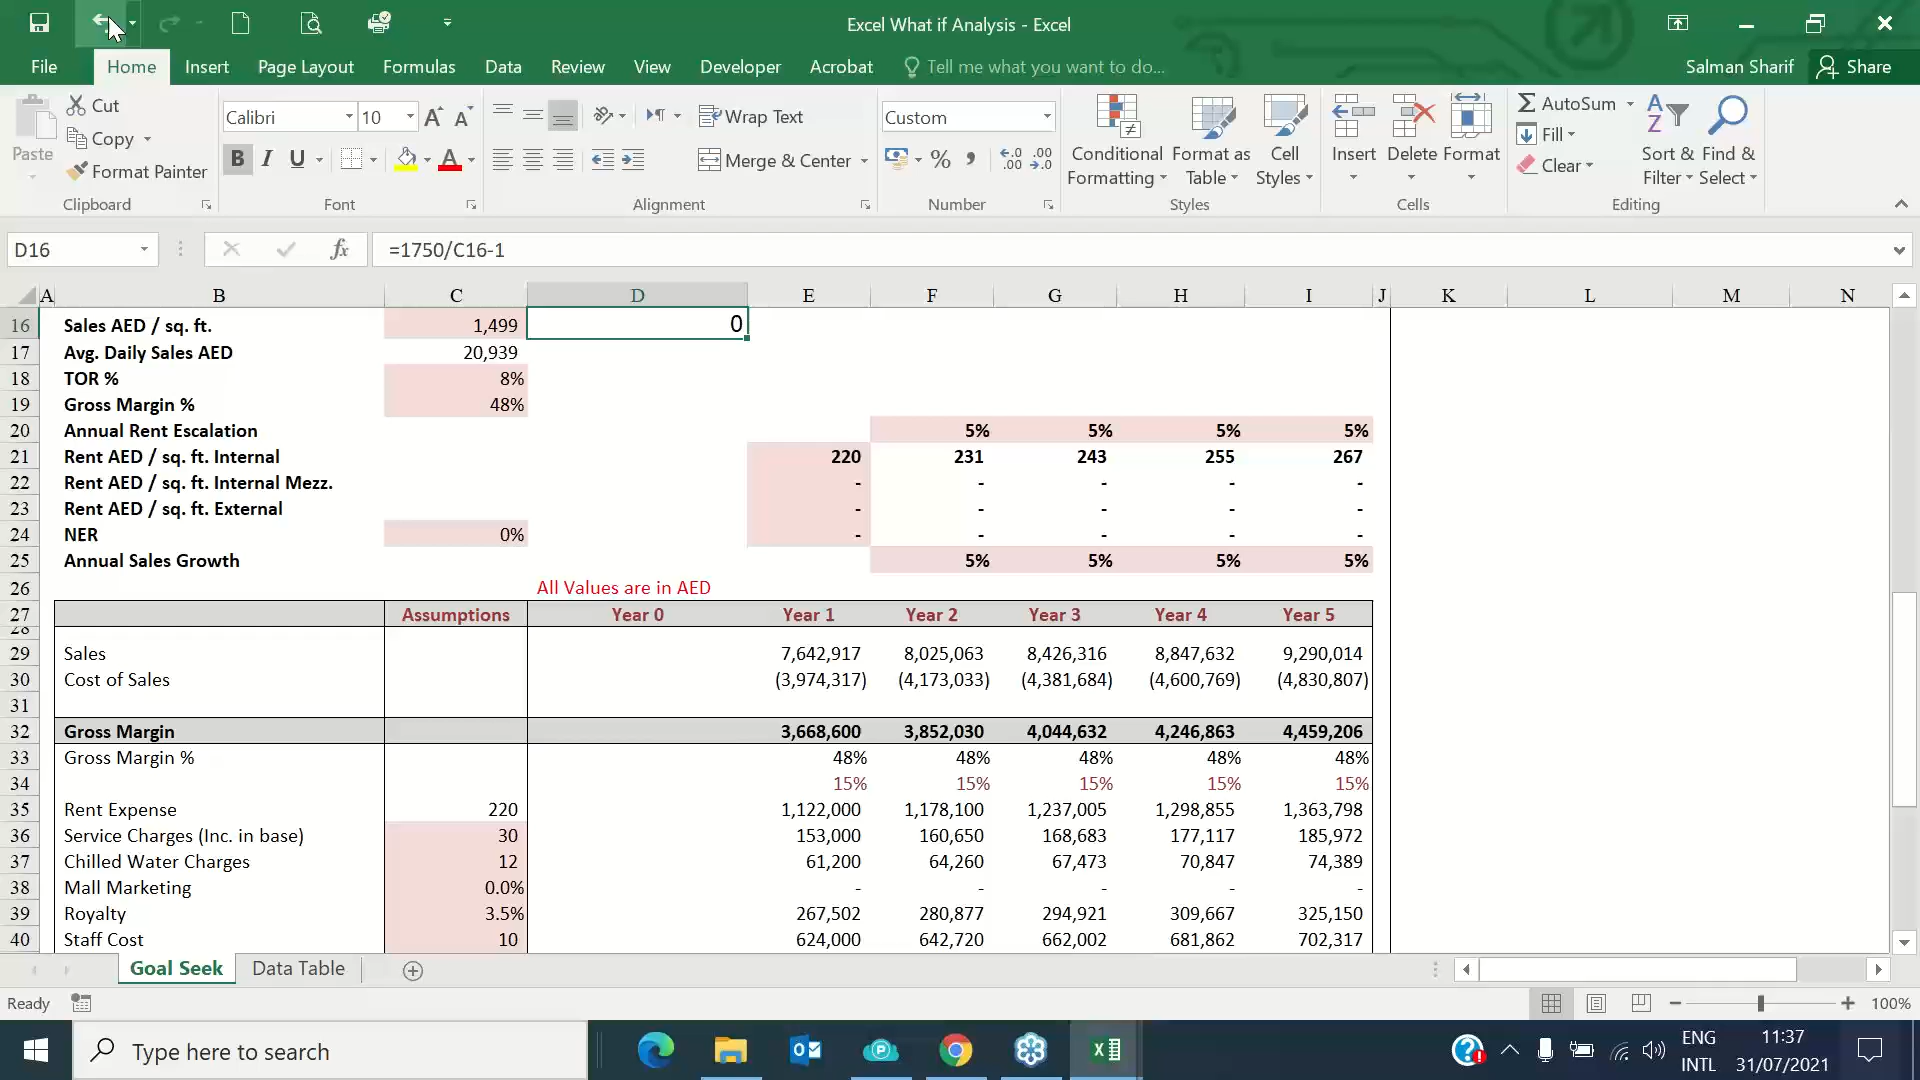 Excel What if Analysis - Excel
File Home Insert Page Layout Formulas Data Review View Developer Acrobat Tell me what you want to do... Salman Sharif Share
Paste Cut Copy Format Painter
Calibri 10 A A
B I U A
Wrap Text
Merge & Center
Custom
% , .0 .00 .00 .0
Conditional Formatting Format as Table Cell Styles
Insert Delete Format
AutoSum Fill Clear
Sort & Filter Find & Select
Clipboard Font Alignment Number Styles Cells Editing
D16 fx =1750/C16-1
A B C D E F G H I J K L M N
16 Sales AED / sq. ft. 1,499 0
17 Avg. Daily Sales AED 20,939
18 TOR % 8%
19 Gross Margin % 48%
20 Annual Rent Escalation 5% 5% 5% 5%
21 Rent AED / sq. ft. Internal 220 231 243 255 267
22 Rent AED / sq. ft. Internal Mezz. - - - - -
23 Rent AED / sq. ft. External - - - - -
24 NER 0% - - - - -
25 Annual Sales Growth 5% 5% 5% 5%
26 All Values are in AED
27 Assumptions Year 0 Year 1 Year 2 Year 3 Year 4 Year 5
28
29 Sales 7,642,917 8,025,063 8,426,316 8,847,632 9,290,014
30 Cost of Sales (3,974,317) (4,173,033) (4,381,684) (4,600,769) (4,830,807)
31
32 Gross Margin 3,668,600 3,852,030 4,044,632 4,246,863 4,459,206
33 Gross Margin % 48% 48% 48% 48% 48%
34 15% 15% 15% 15% 15%
35 Rent Expense 220 1,122,000 1,178,100 1,237,005 1,298,855 1,363,798
36 Service Charges (Inc. in base) 30 153,000 160,650 168,683 177,117 185,972
37 Chilled Water Charges 12 61,200 64,260 67,473 70,847 74,389
38 Mall Marketing 0.0% - - - - -
39 Royalty 3.5% 267,502 280,877 294,921 309,667 325,150
40 Staff Cost 10 624,000 642,720 662,002 681,862 702,317
Goal Seek Data Table
Ready 100%
Type here to search
ENG 11:37
INTL 31/07/2021